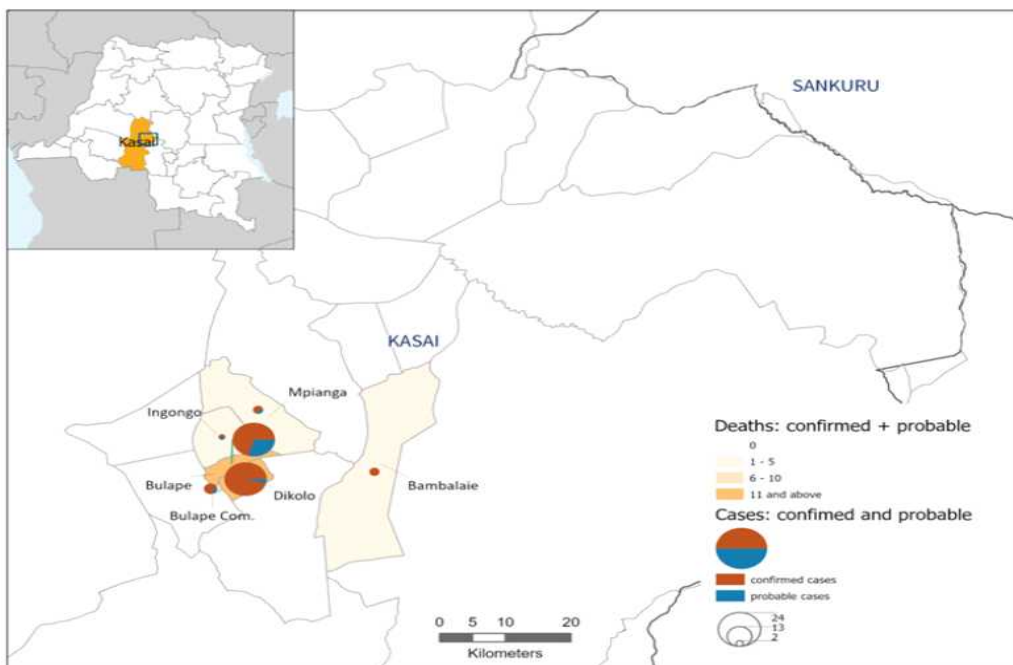 Kasai
SANKURU
KASAI
Mpianga
Ingongo
Bulape
Dikolo
Bambalaie
Bulape Com.
Deaths: confirmed + probable
0
1 - 5
6 - 10
11 and above
Cases: confimed and probable
confirmed cases
probable cases
24
13
2
0 5 10 20
Kilometers